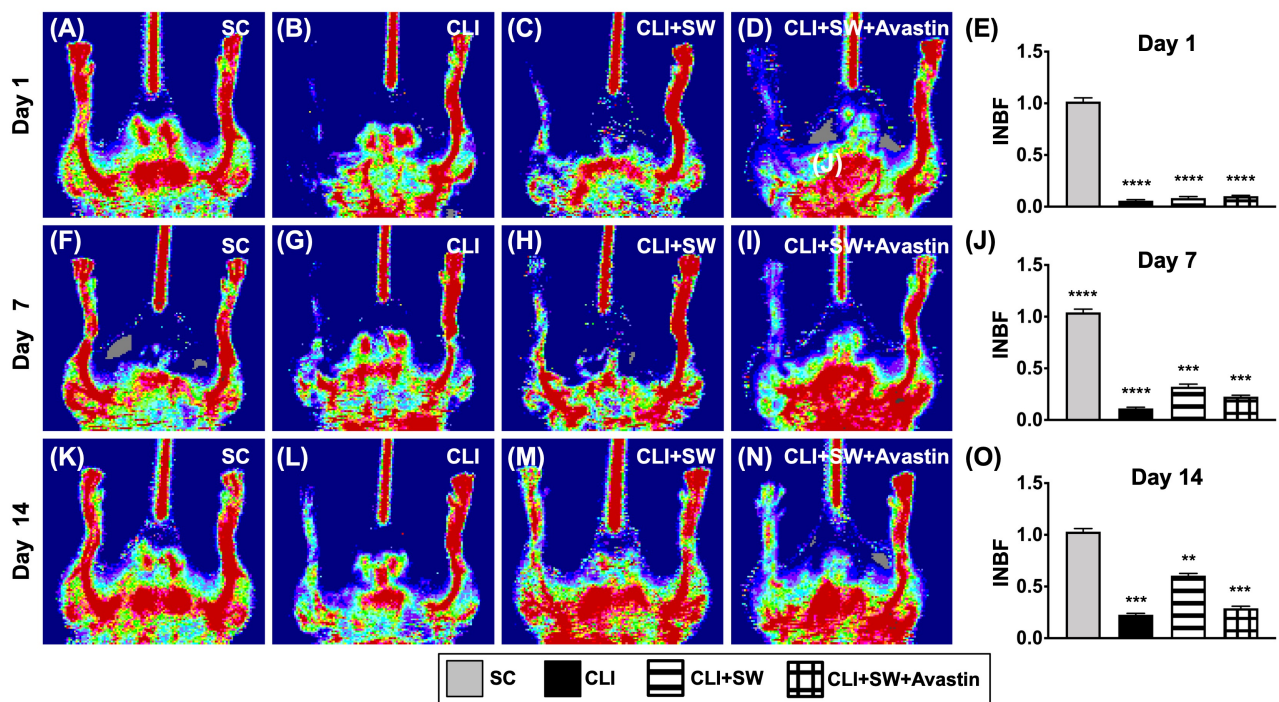 (A) SC (B) CLI (C) CLI+SW (D) CLI+SW+Avastin (E) Day 1
Day 1
(J)
INBF
1.5
1.0
0.5
0.0
**** **** ****
(F) SC (G) CLI (H) CLI+SW (I) CLI+SW+Avastin (J) Day 7
Day 7
INBF
1.5
1.0
0.5
0.0
**** **** *** ***
(K) SC (L) CLI (M) CLI+SW (N) CLI+SW+Avastin (O) Day 14
Day 14
INBF
1.5
1.0
0.5
0.0
*** ** ***
SC CLI CLI+SW CLI+SW+Avastin